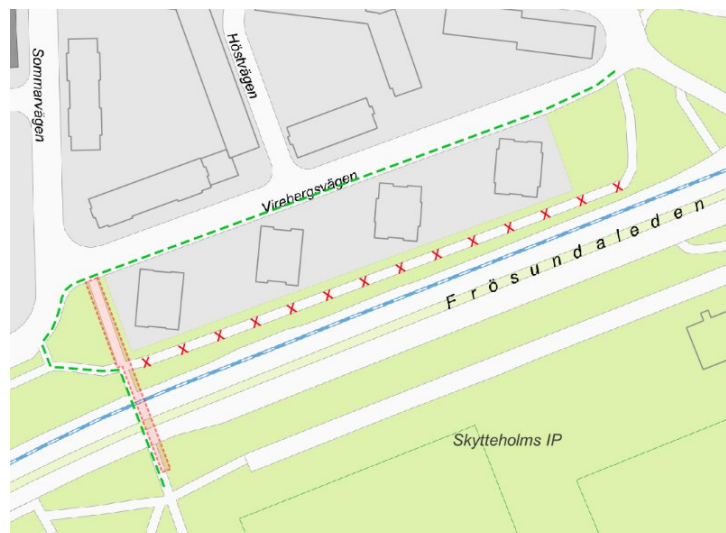 Sommarvägen
Höstvägen
Virebergsvägen
Frösundaleden
Skytteholms IP